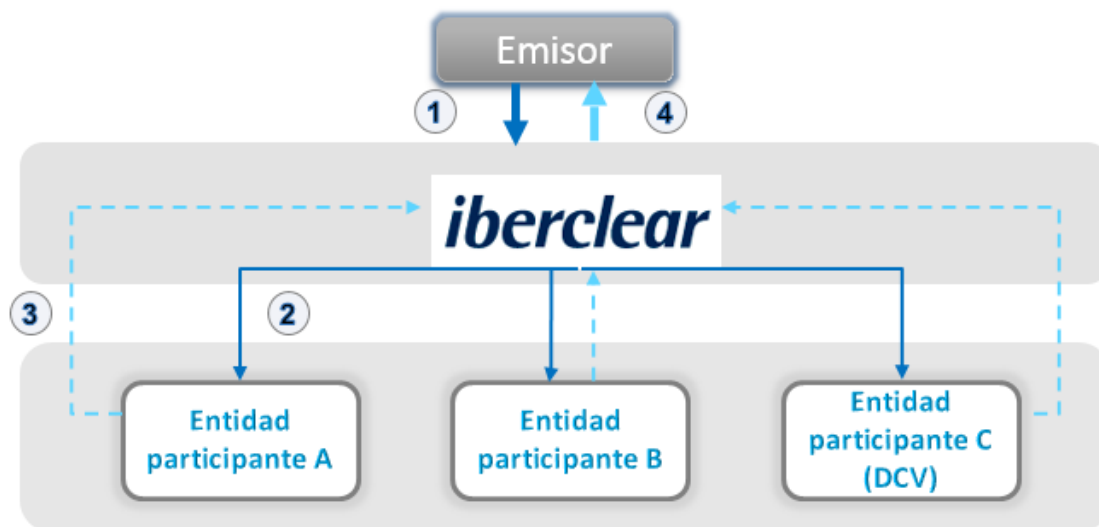 Emisor
1
4
iberclear
3
2
Entidad
participante A
Entidad
participante B
Entidad
participante C
(DCV)